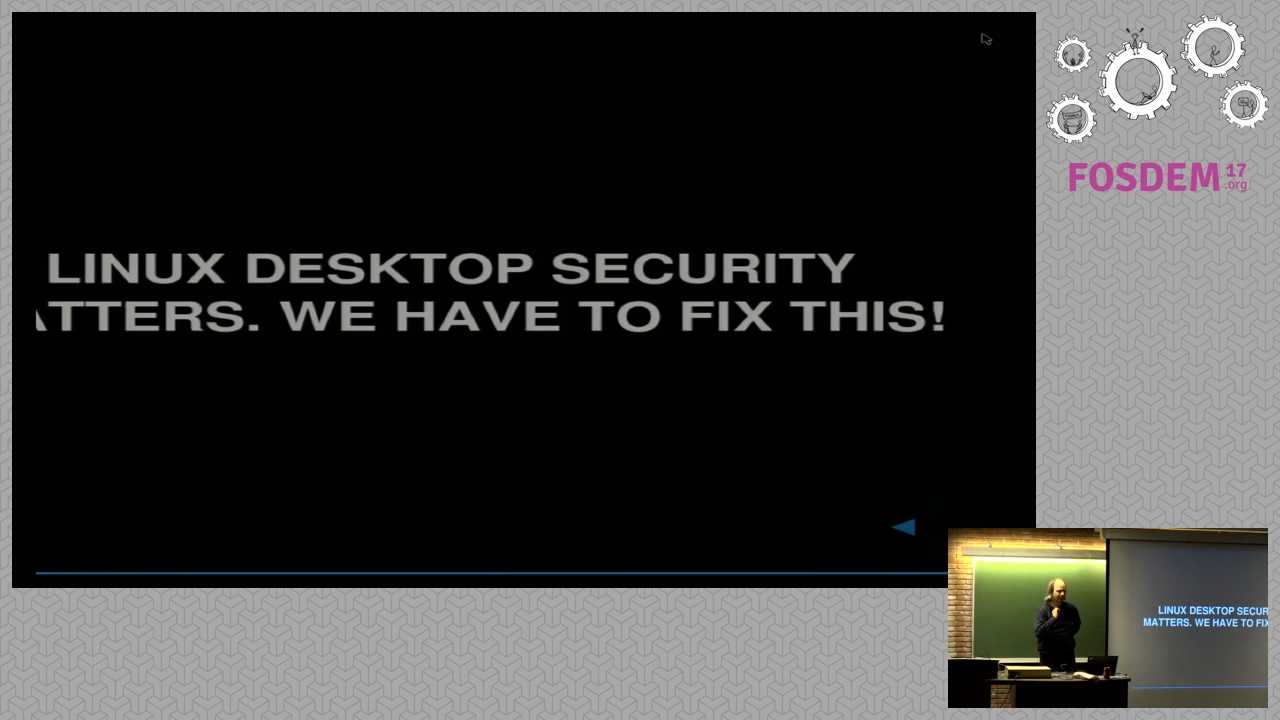 LINUX DESKTOP SECURITY
ATTERS. WE HAVE TO FIX THIS!
FOSDEM 17
.org
LINUX DESKTOP SECUR
MATTERS. WE HAVE TO FIX